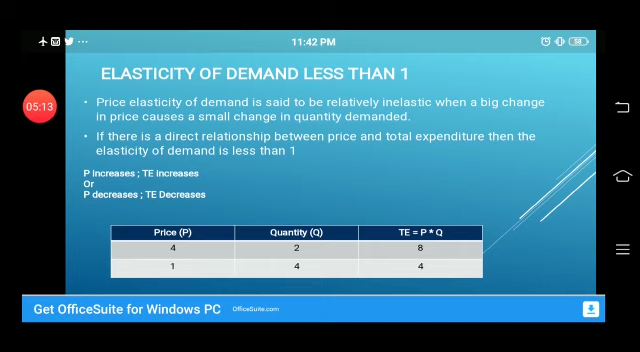 11:42 PM
58
05:13
ELASTICITY OF DEMAND LESS THAN 1
• Price elasticity of demand is said to be relatively inelastic when a big change
in price causes a small change in quantity demanded.
• If there is a direct relationship between price and total expenditure then the
elasticity of demand is less than 1
P increases ; TE increases
Or
P decreases ; TE Decreases
Price (P) Quantity (Q) TE = P * Q
4 2 8
1 4 4
Get OfficeSuite for Windows PC OfficeSuite.com